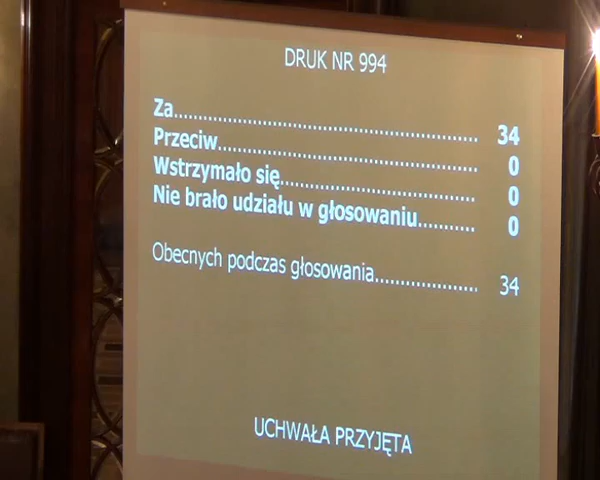 DRUK NR 994
Za.................................................. 34
Przeciw........................................... 0
Wstrzymało się................................ 0
Nie brało udziału w głosowaniu.......... 0
Obecnych podczas głosowania.................. 34
UCHWAŁA PRZYJĘTA